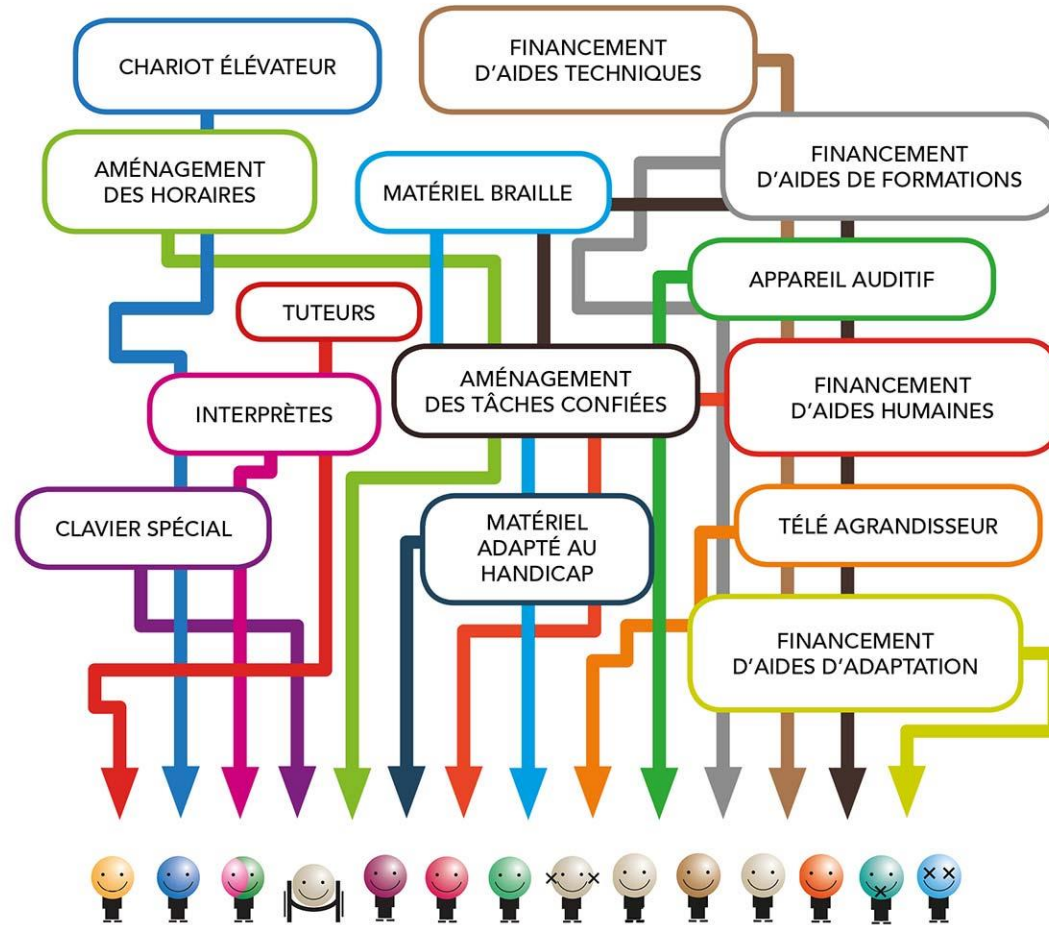 CHARIOT ÉLÉVATEUR
FINANCEMENT
D'AIDES TECHNIQUES
AMÉNAGEMENT
DES HORAIRES
MATÉRIEL BRAILLE
FINANCEMENT
D'AIDES DE FORMATIONS
APPAREIL AUDITIF
TUTEURS
INTERPRÈTES
AMÉNAGEMENT
DES TÂCHES CONFIÉES
FINANCEMENT
D'AIDES HUMAINES
CLAVIER SPÉCIAL
MATÉRIEL
ADAPTÉ AU
HANDICAP
TÉLÉ AGRANDISSEUR
FINANCEMENT
D'AIDES D'ADAPTATION